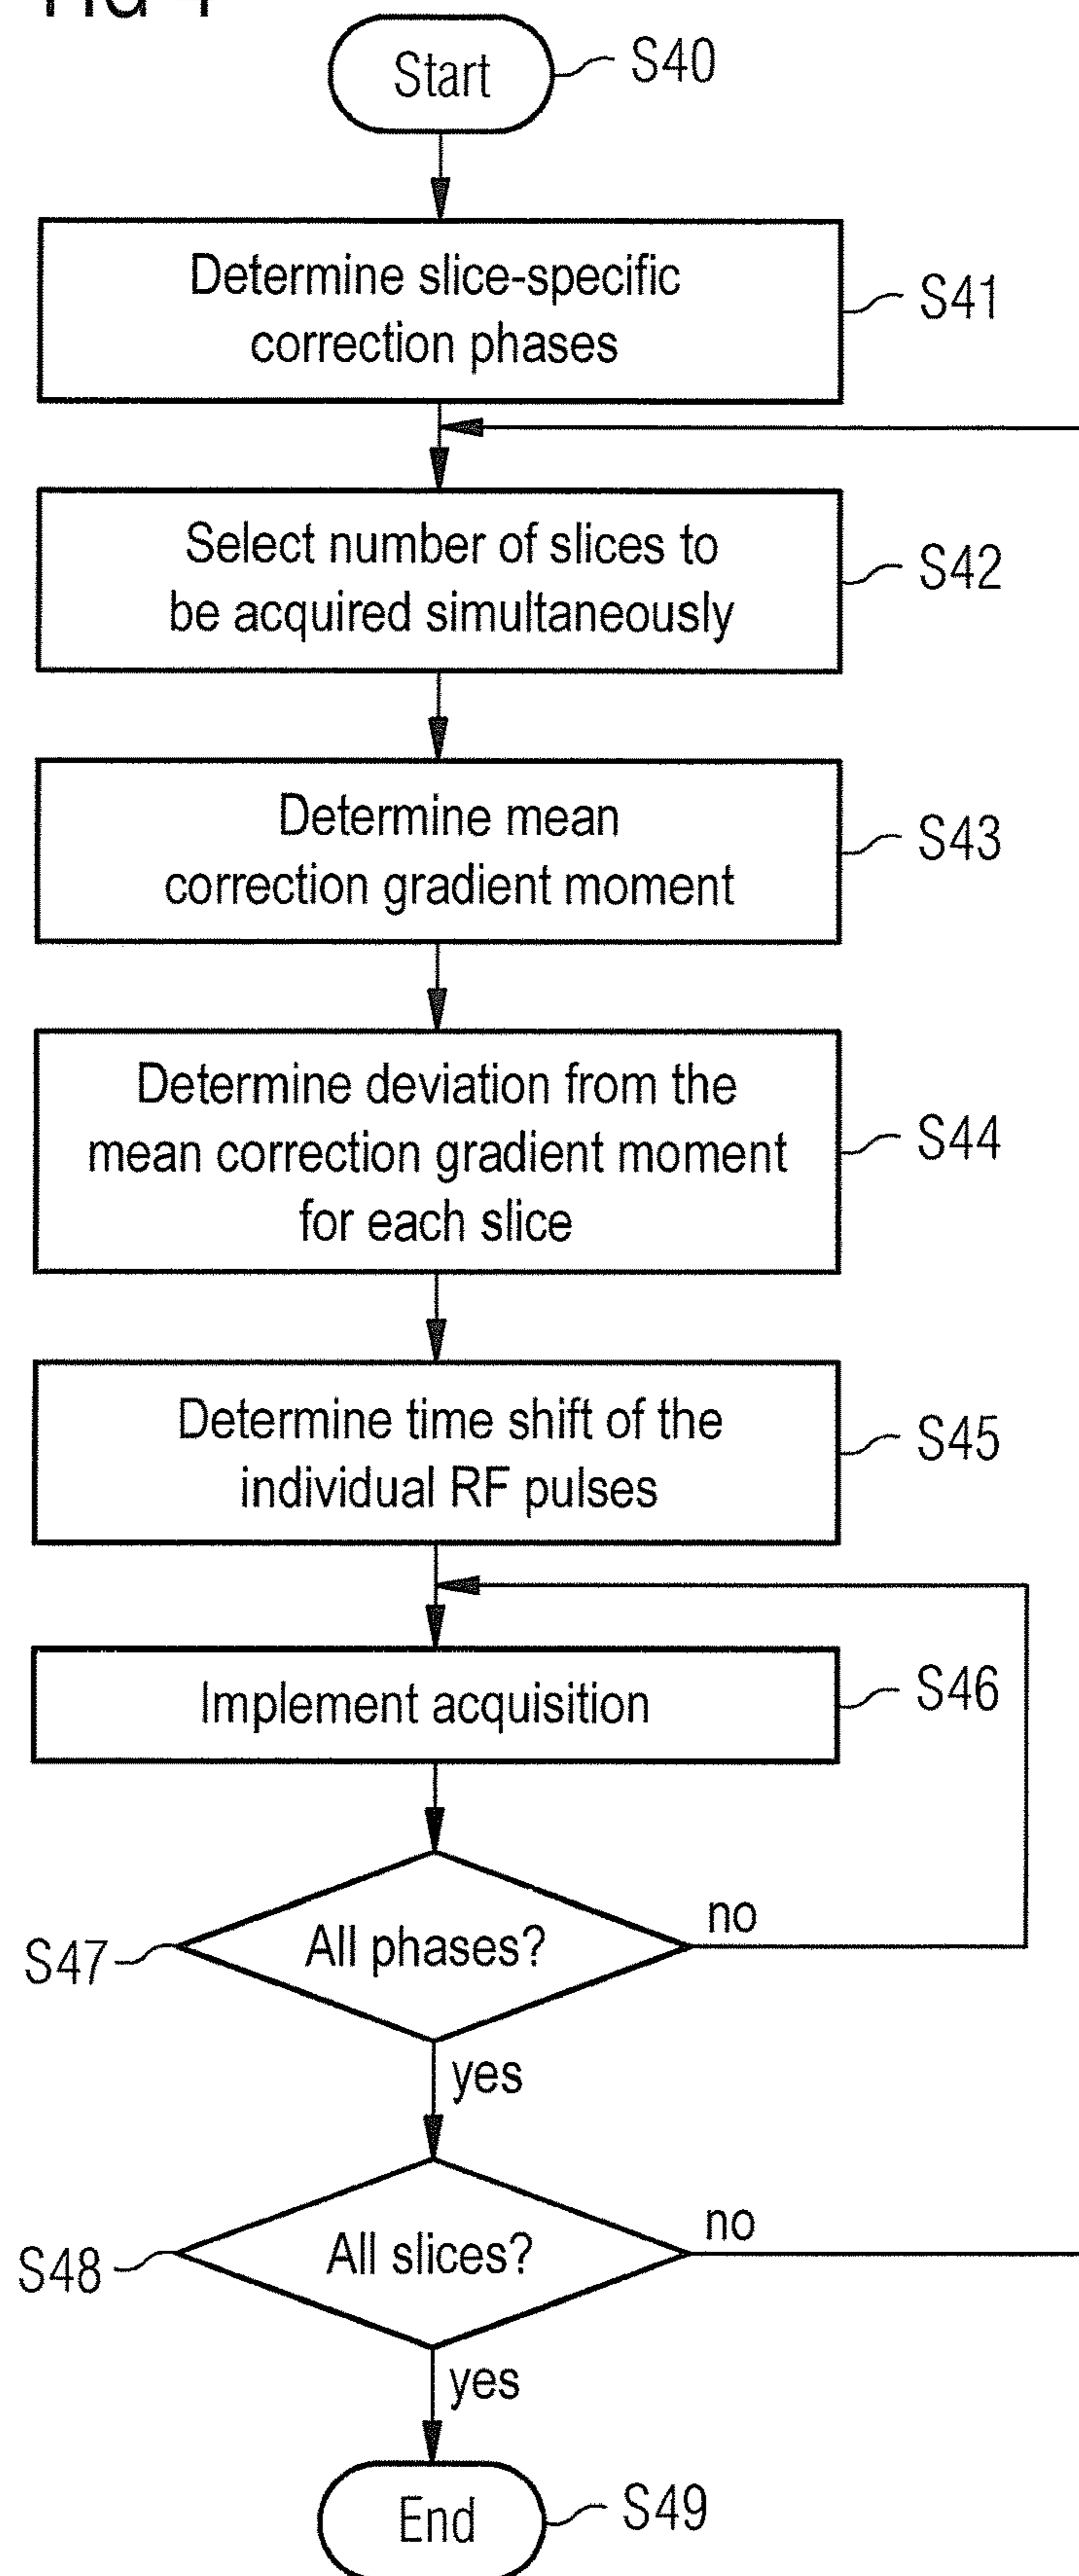 Start
S40
Determine slice-specific
correction phases
S41
Select number of slices to
be acquired simultaneously
S42
Determine mean
correction gradient moment
S43
Determine deviation from the
mean correction gradient moment
for each slice
S44
Determine time shift of the
individual RF pulses
S45
Implement acquisition
S46
All phases?
no
S47
yes
All slices?
no
S48
yes
End
S49